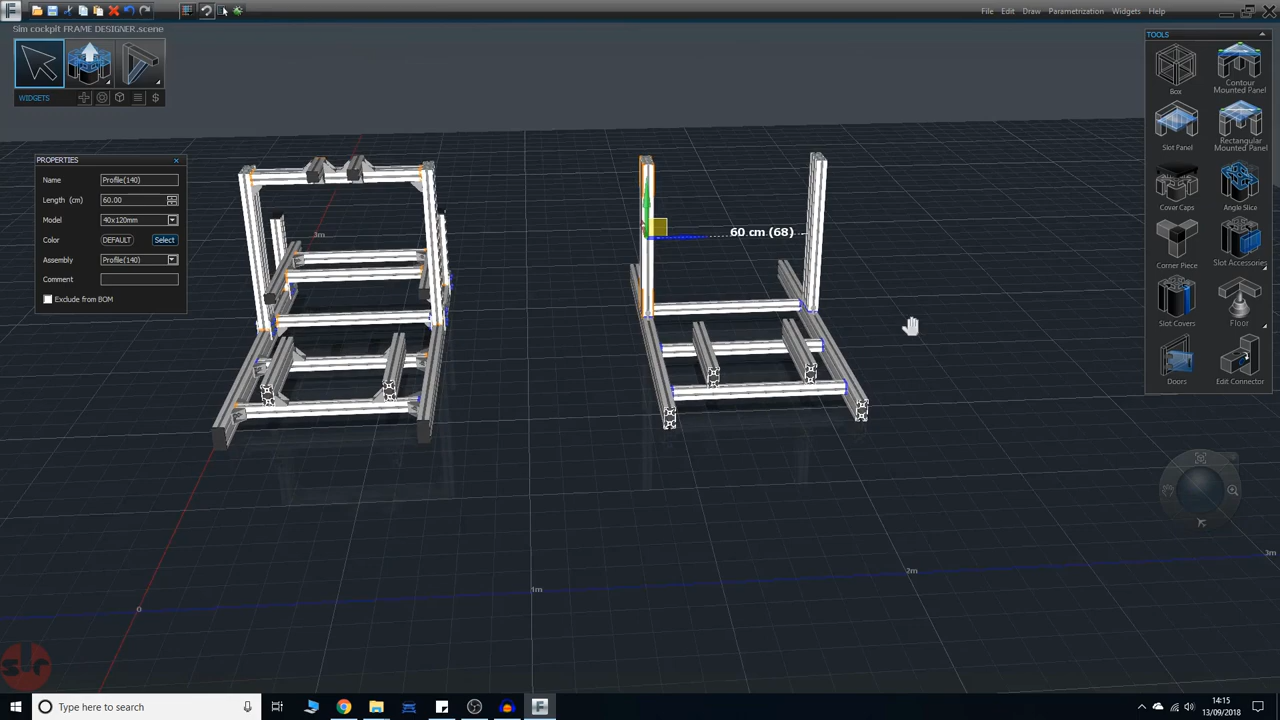 File Edit Draw Parametrization Widgets Help
Sim cockpit FRAME DESIGNER.scene
WIDGETS
$
TOOLS
Box
Contour Mounted Panel
Slot Panel
Rectangular Mounted Panel
Cover Caps
Angle Slice
Corner Piece
Slot Accessories
Slot Covers
Floor
Doors
Edit Connector
PROPERTIES
Name Profile(140)
Length (cm) 60.00
Model 40x120mm
Color DEFAULT Select
Assembly Profile(140)
Comment
Exclude from BOM
3m
60 cm (68)
0
1m
2m
3m
slr
Type here to search
14:15
13/09/2018